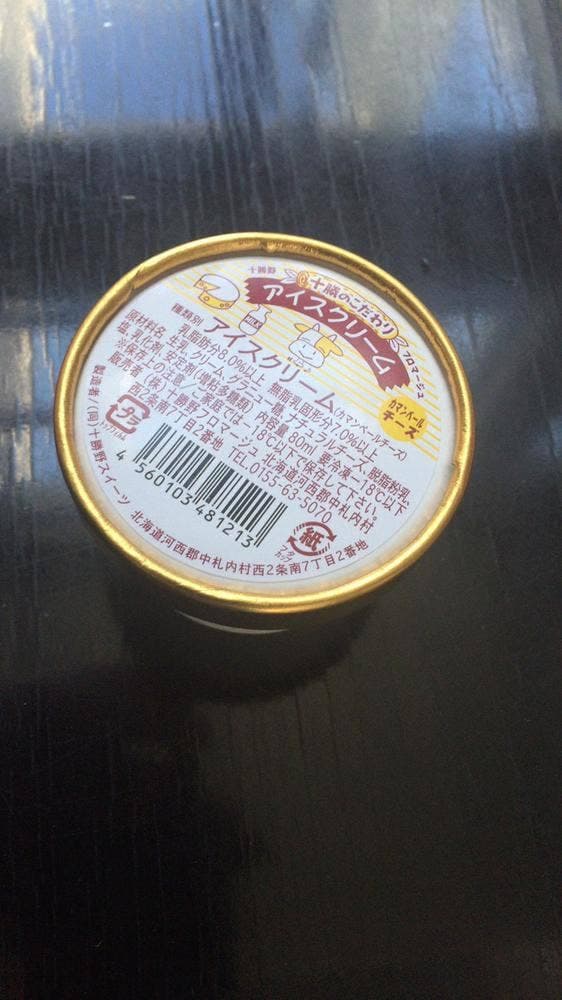 十勝野
十勝のこだわり
フロマージュ
アイスクリーム
MILK
カマンベール
チーズ
種類別 アイスクリーム(カマンベールチーズ)
乳脂肪分8.0%以上 無脂乳固形分7.0%以上
原材料名 生乳、生クリーム、グラニュー糖、ナチュラルチーズ、脱脂粉乳、
塩、乳化剤、安定剤(増粘多糖類) 内容量 80ml 要冷凍-18℃以下
※保存上の注意/ご家庭では-18℃以下で保存して下さい。
販売者 (株)十勝野フロマージュ 北海道河西郡中札内村
西2条南7丁目2番地 TEL.0155-63-5070
プラ
紙
4 560103 481213
製造者/(同)十勝野スイーツ 北海道河西郡中札内村西2条南7丁目2番地